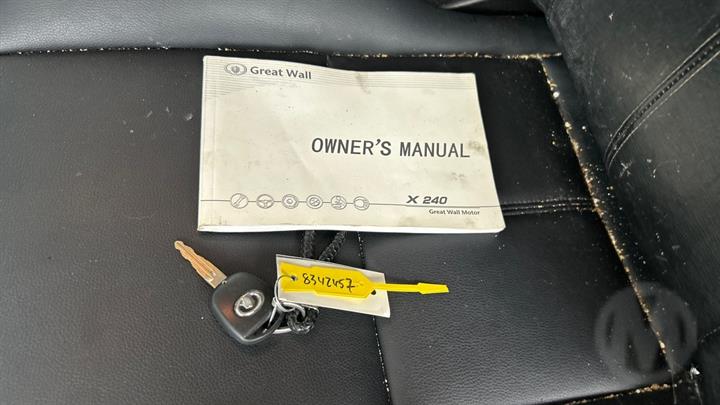 Great Wall
OWNER'S MANUAL
X 240
Great Wall Motor
8342457
M